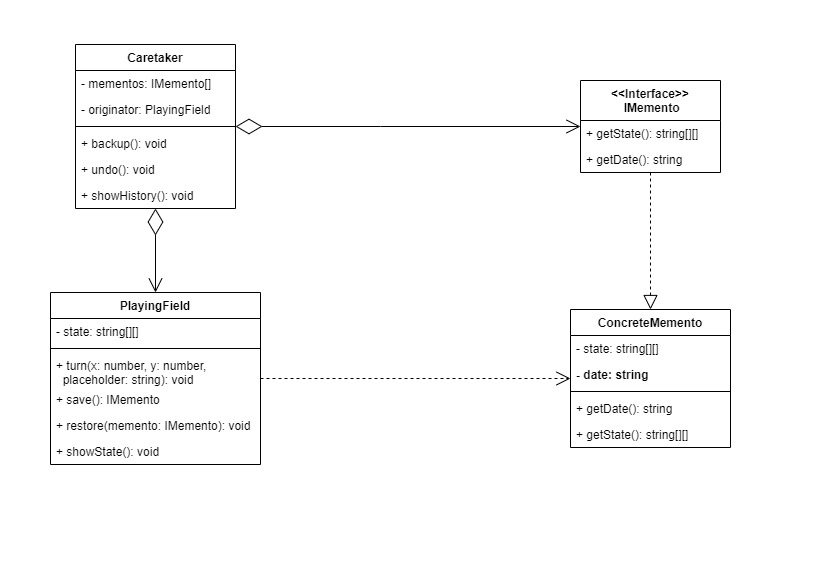 Caretaker
- mementos: IMemento[]
- originator: PlayingField
+ backup(): void
+ undo(): void
+ showHistory(): void
<<Interface>>
IMemento
+ getState(): string[][]
+ getDate(): string
PlayingField
- state: string[][]
+ turn(x: number, y: number,
placeholder: string): void
+ save(): IMemento
+ restore(memento: IMemento): void
+ showState(): void
ConcreteMemento
- state: string[][]
- date: string
+ getDate(): string
+ getState(): string[][]